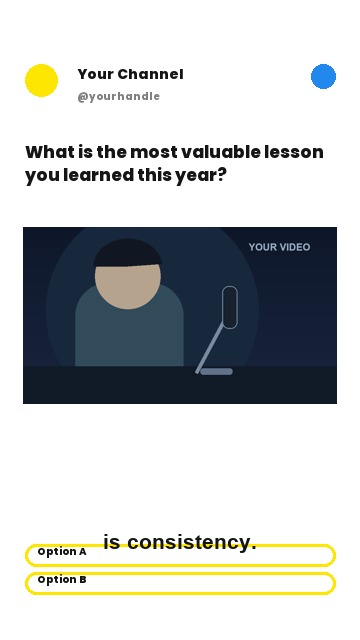 Your Channel
@yourhandle
What is the most valuable lesson
you learned this year?
YOUR VIDEO
is consistency.
Option A
Option B